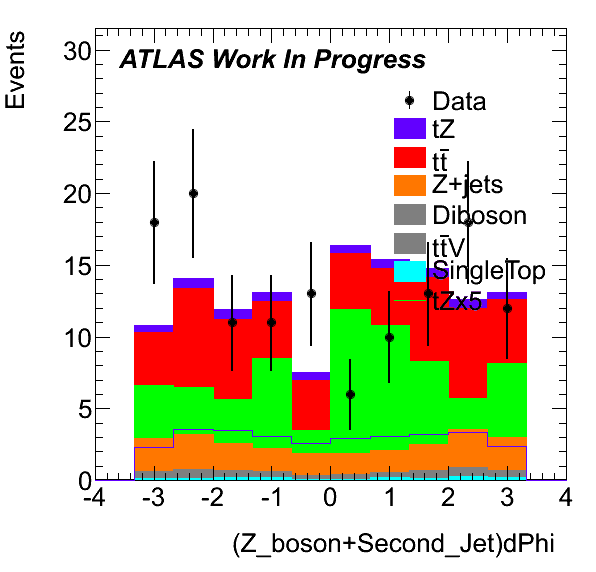 Events
ATLAS Work In Progress
Data
tZ
tt̄
Z+jets
Diboson
tt̄V
SingleTop
tZx5
30
25
20
15
10
5
0
-4 -3 -2 -1 0 1 2 3 4
(Z_boson+Second_Jet)dPhi